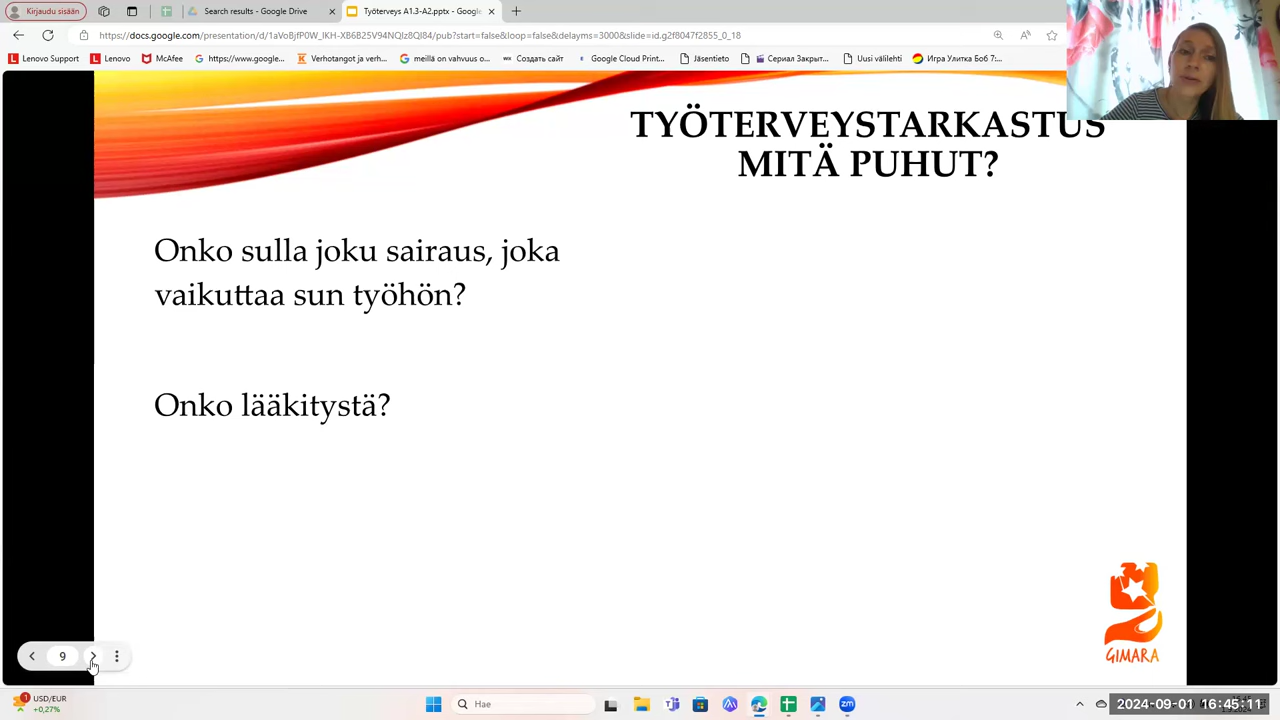 Kirjaudu sisään
Search results - Google Drive
Työterveys A1.3-A2.pptx - Google
https://docs.google.com/presentation/d/1aVoBjfP0W_IKH-XB6B25V94NQIz8QI84/pub?start=false&loop=false&delayms=3000&slide=id.g2f8047f2855_0_18
Lenovo Support
Lenovo
McAfee
https://www.google...
Verhotangot ja verh...
meillä on vahvuus o...
Создать сайт
Google Cloud Print...
Jäsentieto
Сериал Закрыт...
Uusi välilehti
Игра Улитка Боб 7:...
TYÖTERVEYSTARKASTUS
MITÄ PUHUT?
Onko sulla joku sairaus, joka
vaikuttaa sun työhön?
Onko lääkitystä?
GIMARA
9
USD/EUR
+0,27%
Hae
2024-09-01 16:45:11